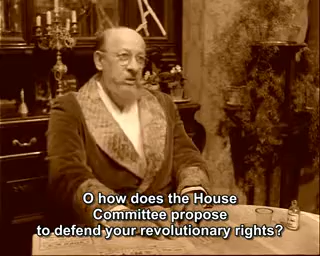 O how does the House
Committee propose
to defend your revolutionary rights?